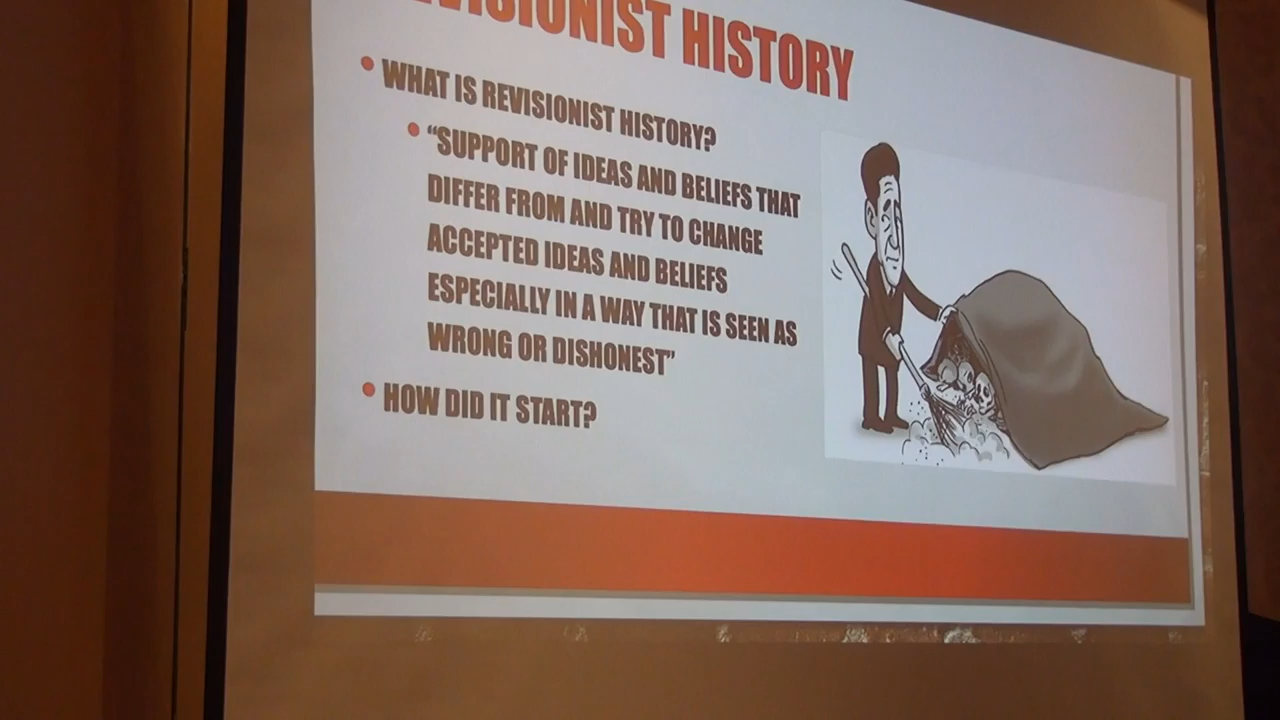 VISIONIST HISTORY
WHAT IS REVISIONIST HISTORY?
"SUPPORT OF IDEAS AND BELIEFS THAT
DIFFER FROM AND TRY TO CHANGE
ACCEPTED IDEAS AND BELIEFS
ESPECIALLY IN A WAY THAT IS SEEN AS
WRONG OR DISHONEST"
HOW DID IT START?